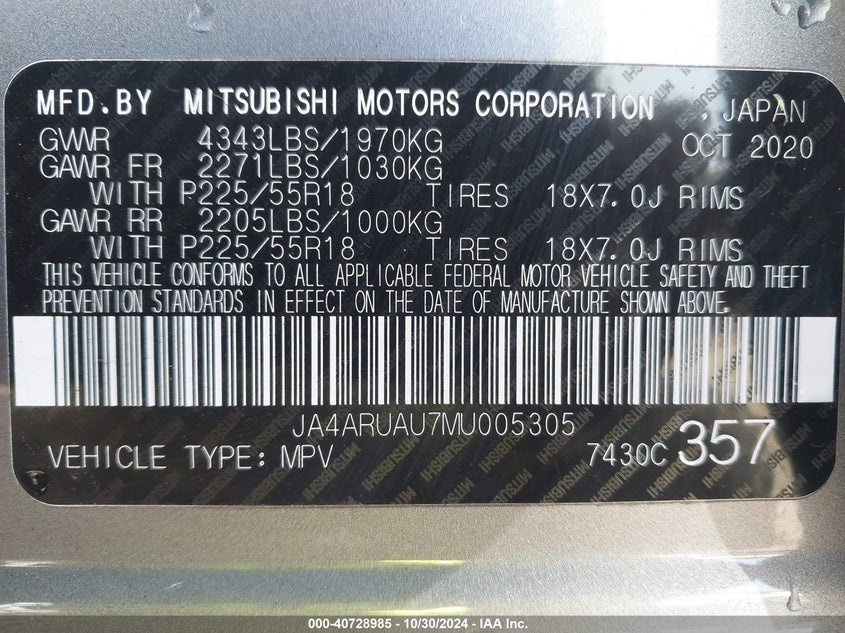 MFD.BY MITSUBISHI MOTORS CORPORATION , JAPAN
GVWR 4343LBS/1970KG OCT 2020
GAWR FR 2271LBS/1030KG
WITH P225/55R18 TIRES 18X7.0J RIMS
GAWR RR 2205LBS/1000KG
WITH P225/55R18 TIRES 18X7.0J RIMS
THIS VEHICLE CONFORMS TO ALL APPLICABLE FEDERAL MOTOR VEHICLE SAFETY AND THEFT
PREVENTION STANDARDS IN EFFECT ON THE DATE OF MANUFACTURE SHOWN ABOVE.
JA4ARUAU7MU005305
VEHICLE TYPE: MPV 7430C 357
000-40728985 - 10/30/2024 - IAA Inc.